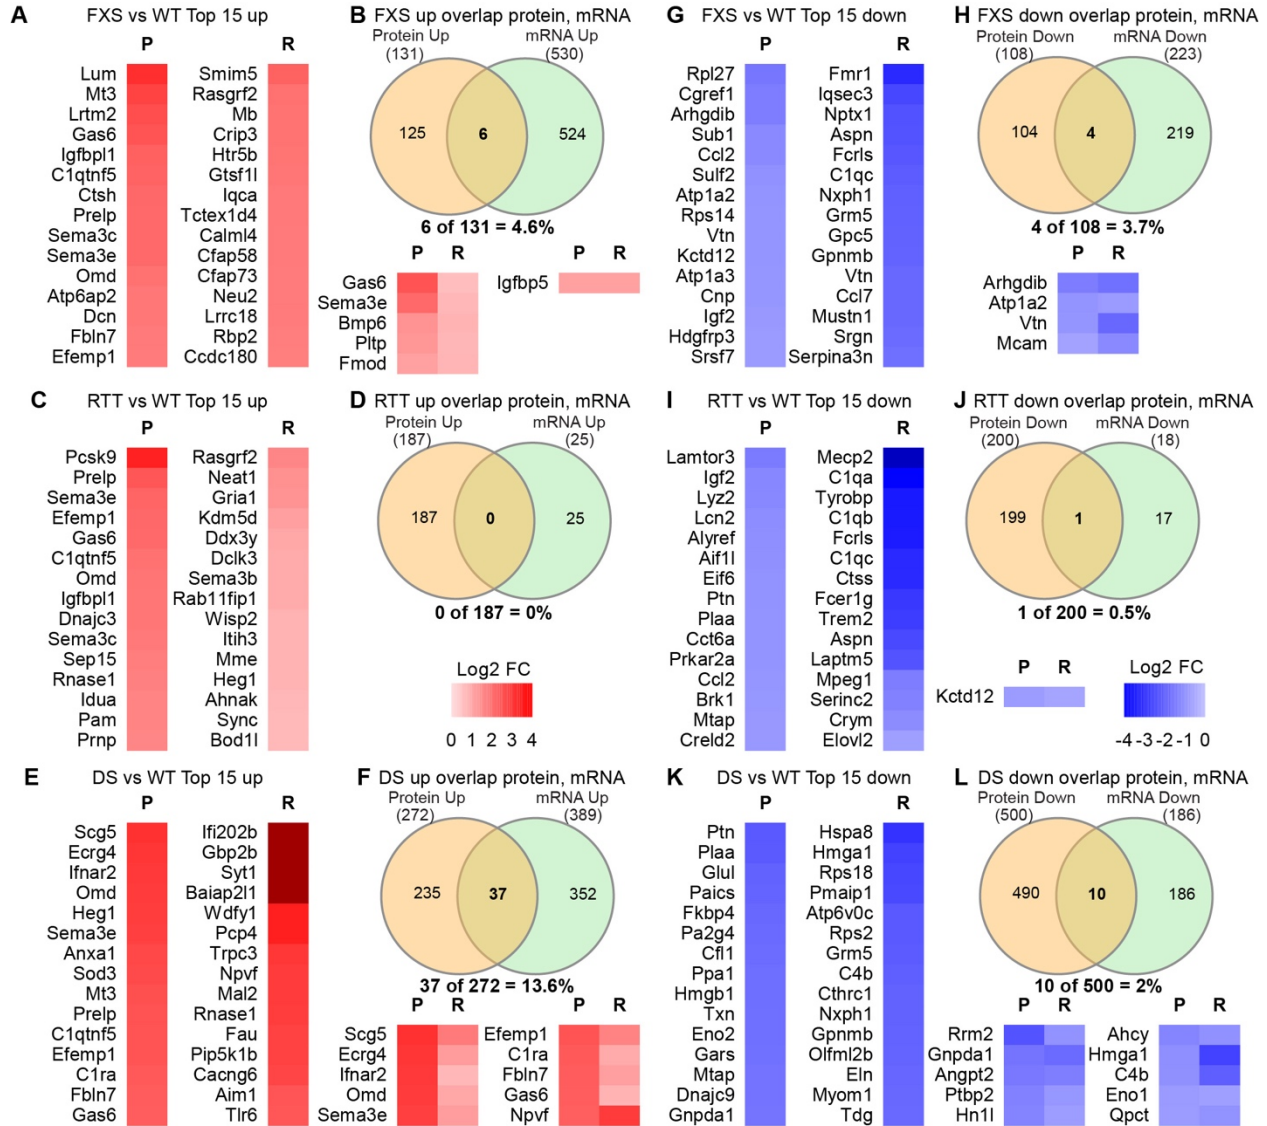 A FXS vs WT Top 15 up
P R
Lum Smim5
Mt3 Rasgrf2
Lrtm2 Mb
Gas6 Crip3
Igfbpl1 Htr5b
C1qtnf5 Gtsf1l
Ctsh Iqca
Prelp Tctex1d4
Sema3c Calml4
Sema3e Cfap58
Omd Cfap73
Atp6ap2 Neu2
Dcn Lrrc18
Fbln7 Rbp2
Efemp1 Ccdc180
B FXS up overlap protein, mRNA
Protein Up mRNA Up
(131) (530)
125 6 524
6 of 131 = 4.6%
P R P R
Gas6 Igfbp5
Sema3e
Bmp6
Pltp
Fmod
G FXS vs WT Top 15 down
P R
Rpl27 Fmr1
Cgref1 Iqsec3
Arhgdib Nptx1
Sub1 Aspn
Ccl2 Fcrls
Sulf2 C1qc
Atp1a2 Nxph1
Rps14 Grm5
Vtn Gpc5
Kctd12 Gpnmb
Atp1a3 Vtn
Cnp Ccl7
Igf2 Mustn1
Hdgfrp3 Srgn
Srsf7 Serpina3n
H FXS down overlap protein, mRNA
Protein Down mRNA Down
(108) (223)
104 4 219
4 of 108 = 3.7%
P R
Arhgdib
Atp1a2
Vtn
Mcam
C RTT vs WT Top 15 up
P R
Pcsk9 Rasgrf2
Prelp Neat1
Sema3e Gria1
Efemp1 Kdm5d
Gas6 Ddx3y
C1qtnf5 Dclk3
Omd Sema3b
Igfbpl1 Rab11fip1
Dnajc3 Wisp2
Sema3c Itih3
Sep15 Mme
Rnase1 Heg1
Idua Ahnak
Pam Sync
Prnp Bod1l
D RTT up overlap protein, mRNA
Protein Up mRNA Up
(187) (25)
187 0 25
0 of 187 = 0%
Log2 FC
0 1 2 3 4
I RTT vs WT Top 15 down
P R
Lamtor3 Mecp2
Igf2 C1qa
Lyz2 Tyrobp
Lcn2 C1qb
Alyref Fcrls
Aif1l C1qc
Eif6 Ctss
Ptn Fcer1g
Plaa Trem2
Cct6a Aspn
Prkar2a Laptm5
Ccl2 Mpeg1
Brk1 Serinc2
Mtap Crym
Creld2 Elovl2
J RTT down overlap protein, mRNA
Protein Down mRNA Down
(200) (18)
199 1 17
1 of 200 = 0.5%
P R Log2 FC
Kctd12
-4 -3 -2 -1 0
E DS vs WT Top 15 up
P R
Scg5 Ifi202b
Ecrg4 Gbp2b
Ifnar2 Syt1
Omd Baiap2l1
Heg1 Wdfy1
Sema3e Pcp4
Anxa1 Trpc3
Sod3 Npvf
Mt3 Mal2
Prelp Rnase1
C1qtnf5 Fau
Efemp1 Pip5k1b
C1ra Cacng6
Fbln7 Aim1
Gas6 Tlr6
F DS up overlap protein, mRNA
Protein Up mRNA Up
(272) (389)
235 37 352
37 of 272 = 13.6%
P R P R
Scg5 Efemp1
Ecrg4 C1ra
Ifnar2 Fbln7
Omd Gas6
Sema3e Npvf
K DS vs WT Top 15 down
P R
Ptn Hspa8
Plaa Hmga1
Glul Rps18
Paics Pmaip1
Fkbp4 Atp6v0c
Pa2g4 Rps2
Cfl1 Grm5
Ppa1 C4b
Hmgb1 Cthrc1
Txn Nxph1
Eno2 Gpnmb
Gars Olfml2b
Mtap Eln
Dnajc9 Myom1
Gnpda1 Tdg
L DS down overlap protein, mRNA
Protein Down mRNA Down
(500) (186)
490 10 186
10 of 500 = 2%
P R P R
Rrm2 Ahcy
Gnpda1 Hmga1
Angpt2 C4b
Ptbp2 Eno1
Hn1l Qpct